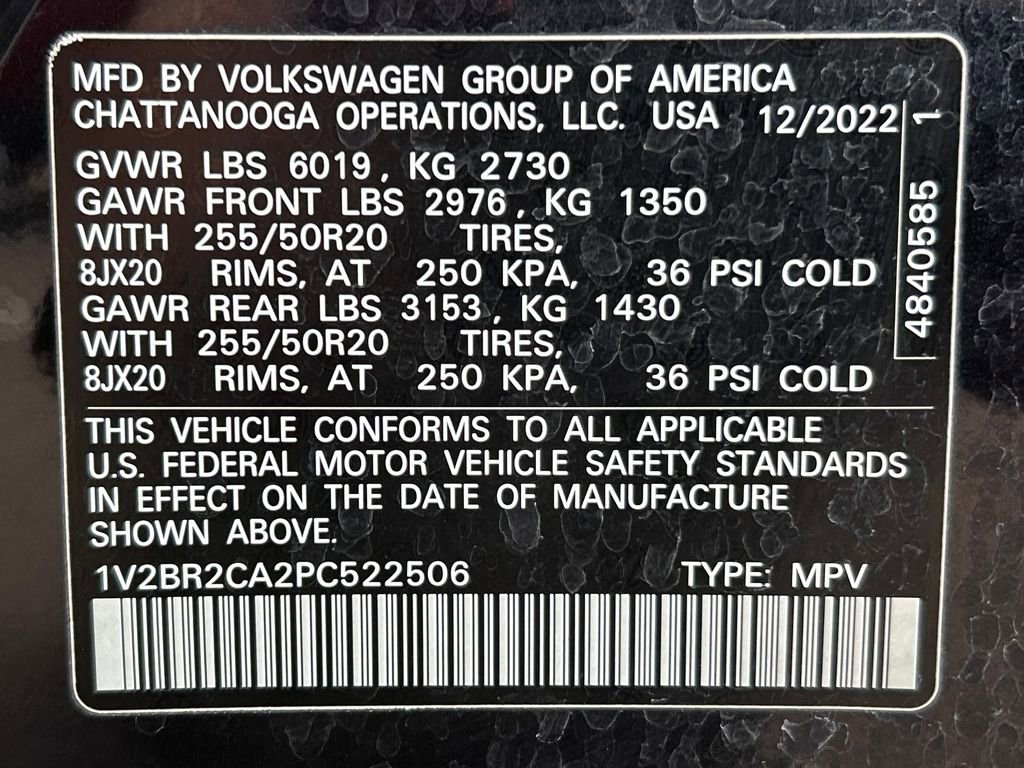 MFD BY VOLKSWAGEN GROUP OF AMERICA
CHATTANOOGA OPERATIONS, LLC. USA 12/2022
GVWR LBS 6019, KG 2730
GAWR FRONT LBS 2976, KG 1350
WITH 255/50R20 TIRES,
8JX20 RIMS, AT 250 KPA, 36 PSI COLD
GAWR REAR LBS 3153, KG 1430
WITH 255/50R20 TIRES,
8JX20 RIMS, AT 250 KPA, 36 PSI COLD
4840585 1
THIS VEHICLE CONFORMS TO ALL APPLICABLE
U.S. FEDERAL MOTOR VEHICLE SAFETY STANDARDS
IN EFFECT ON THE DATE OF MANUFACTURE
SHOWN ABOVE.
1V2BR2CA2PC522506 TYPE: MPV